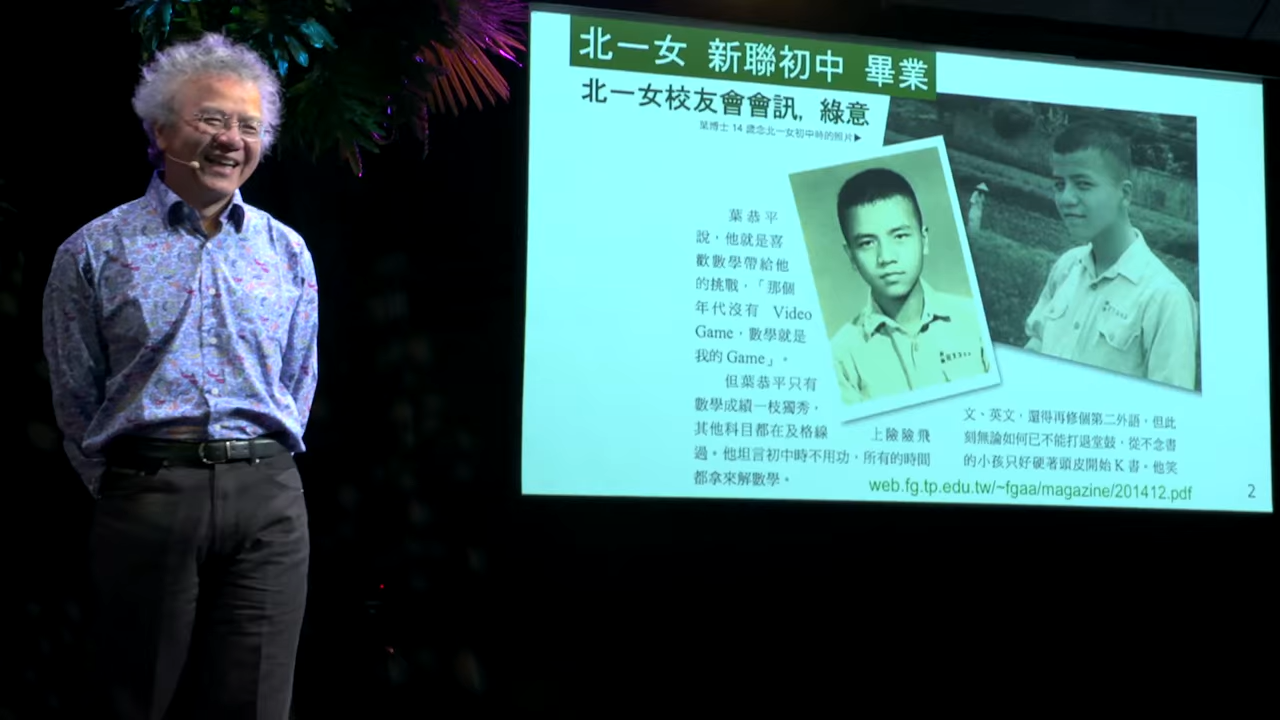 北一女 新聯初中 畢業
北一女校友會會訊, 綠意
葉博士 14 歲念北一女初中時的照片▶
葉恭平
說，他就是喜
歡數學帶給他
的挑戰，「那個
年代沒有 Video
Game，數學就是
我的 Game」。
但葉恭平只有
數學成績一枝獨秀，
其他科目都在及格線 上險險飛
過。他坦言初中時不用功，所有的時間
都拿來解數學。
文、英文，還得再修個第二外語，但此
刻無論如何已不能打退堂鼓，從不念書
的小孩只好硬著頭皮開始 K 書。他笑
web.fg.tp.edu.tw/~fgaa/magazine/201412.pdf
2